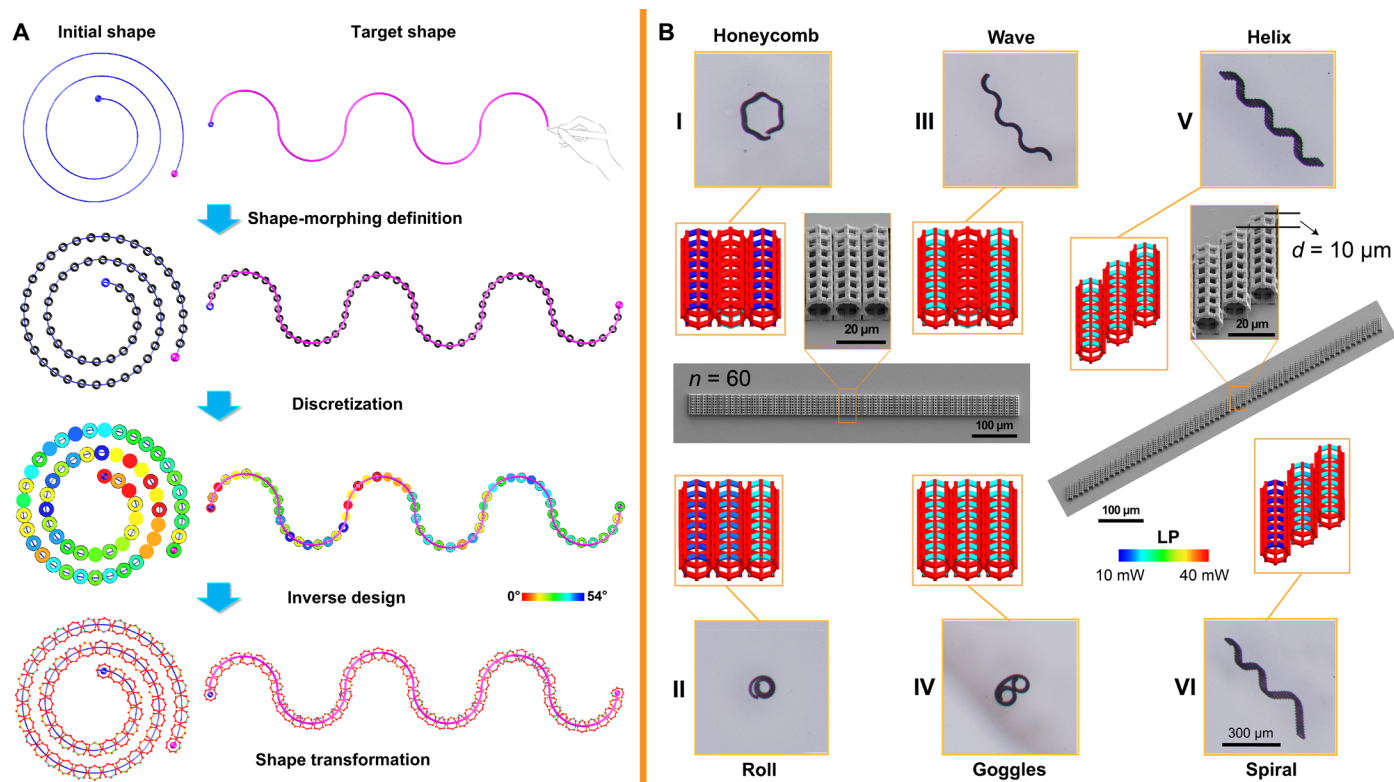 A
Initial shape
Target shape
Shape-morphing definition
Discretization
Inverse design
0°
54°
Shape transformation
B
Honeycomb
Wave
Helix
I
III
V
d = 10 µm
20 µm
20 µm
n = 60
100 µm
100 µm
LP
10 mW
40 mW
II
IV
VI
300 µm
Roll
Goggles
Spiral